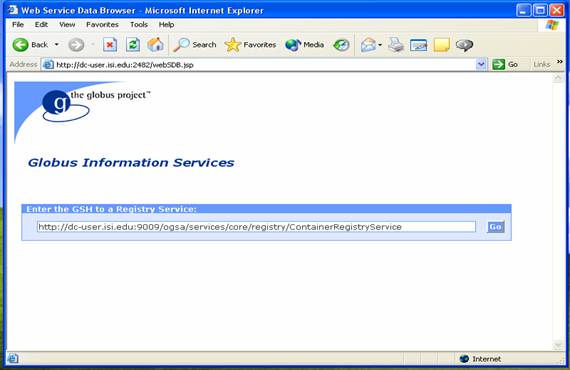 Web Service Data Browser - Microsoft Internet Explorer
File Edit View Favorites Tools Help
Back Search Favorites Media
Address http://dc-user.isi.edu:2482/webSDB.jsp Go Links »
g the globus project™
Globus Information Services
Enter the GSH to a Registry Service:
http://dc-user.isi.edu:9009/ogsa/services/core/registry/ContainerRegistryService Go
Internet